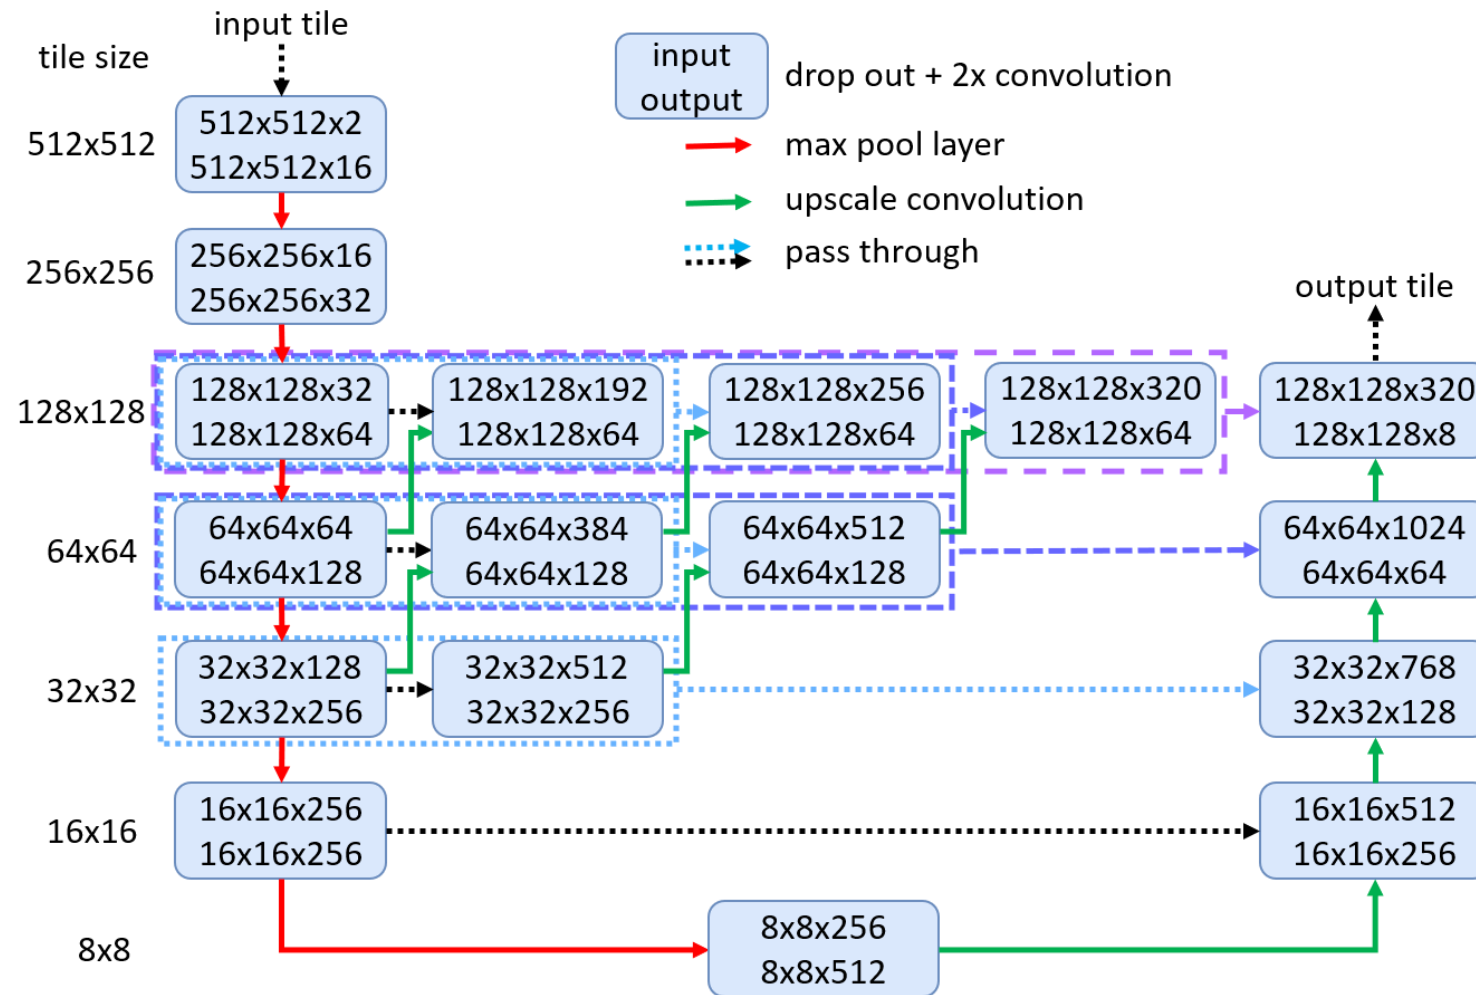 input tile
tile size
input
output
drop out + 2x convolution
max pool layer
upscale convolution
pass through
512x512
512x512x2
512x512x16
256x256
256x256x16
256x256x32
output tile
128x128
128x128x32
128x128x64
128x128x192
128x128x64
128x128x256
128x128x64
128x128x320
128x128x64
128x128x320
128x128x8
64x64
64x64x64
64x64x128
64x64x384
64x64x128
64x64x512
64x64x128
64x64x1024
64x64x64
32x32
32x32x128
32x32x256
32x32x512
32x32x256
32x32x768
32x32x128
16x16
16x16x256
16x16x256
16x16x512
16x16x256
8x8
8x8x256
8x8x512